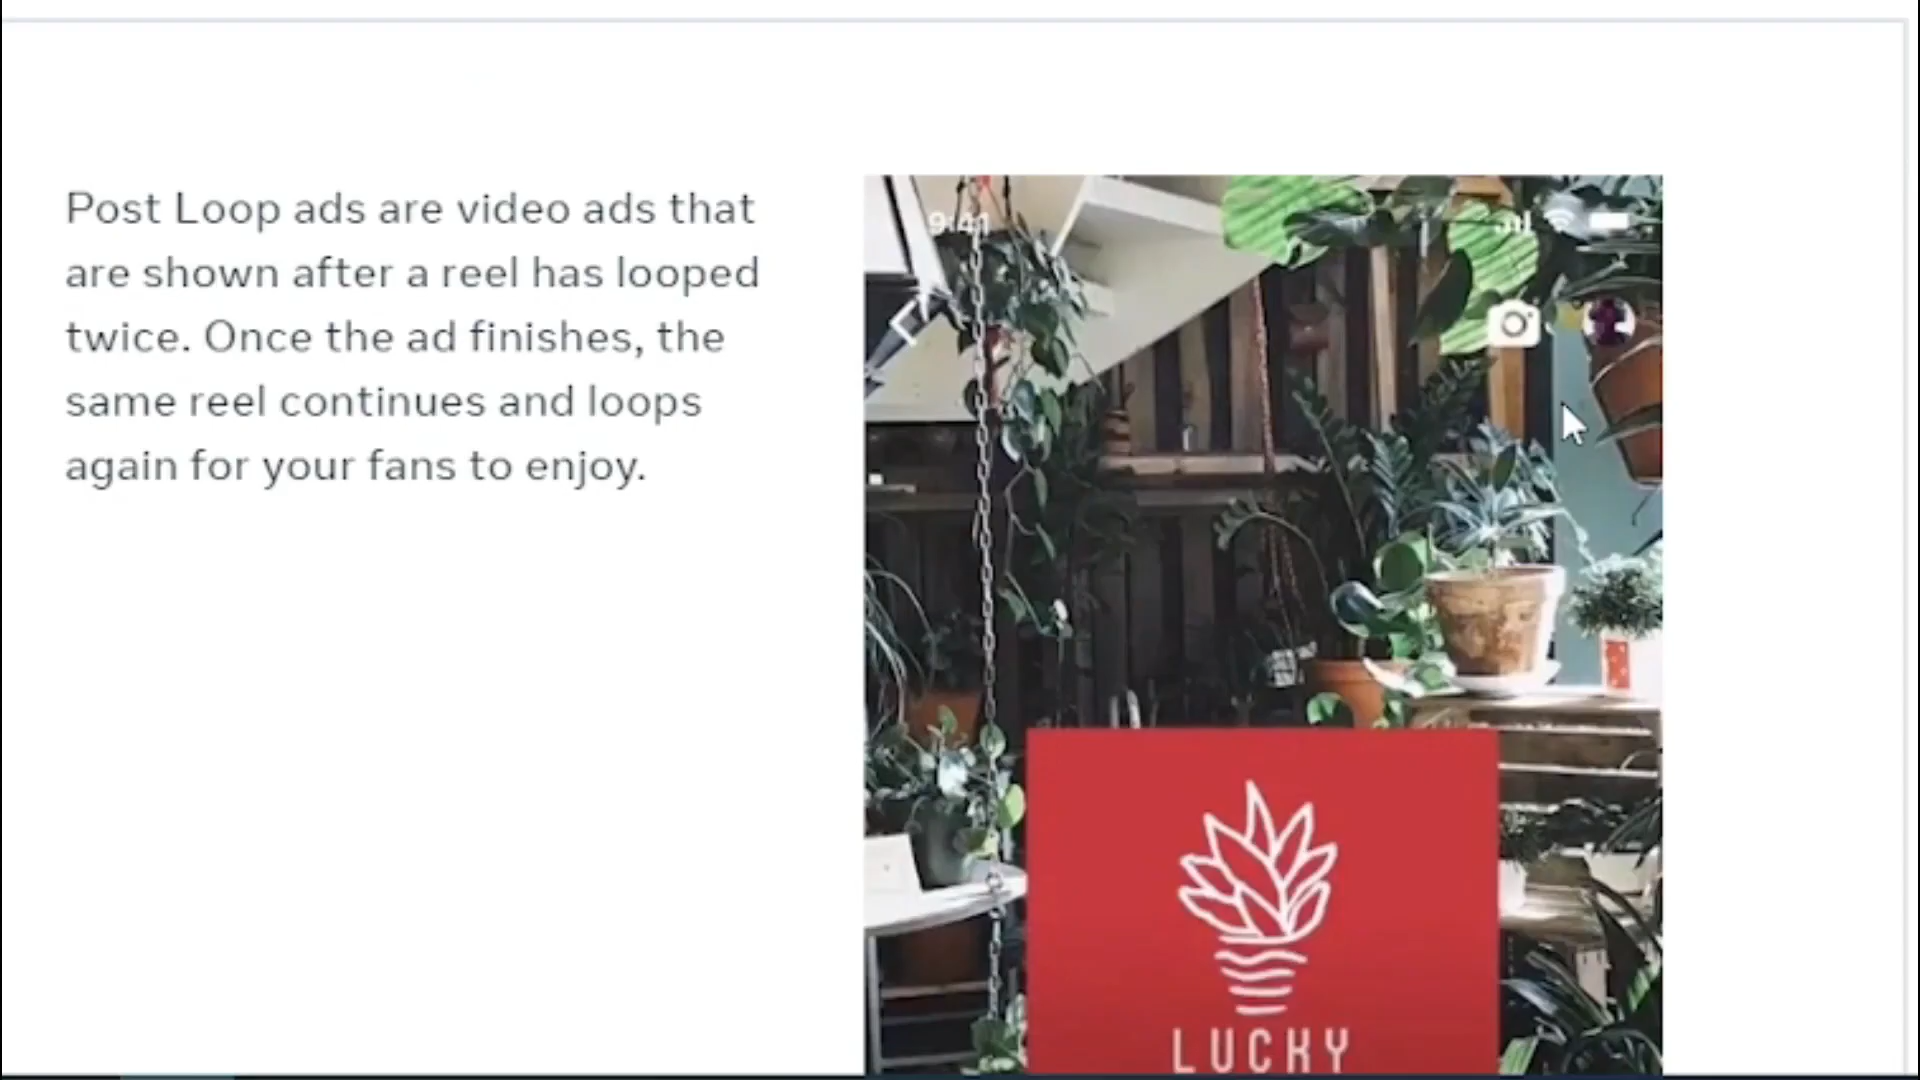 Post Loop ads are video ads that
are shown after a reel has looped
twice. Once the ad finishes, the
same reel continues and loops
again for your fans to enjoy.
9:41
LUCKY